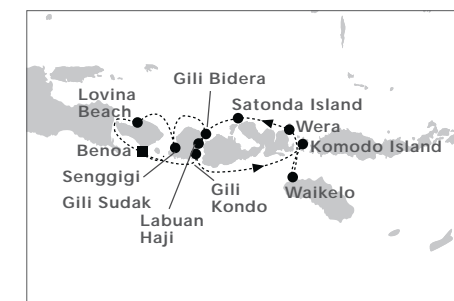 Gili Bidera
Lovina
Beach
Satonda Island
Wera
Benoa
Komodo Island
Senggigi
Gili Sudak
Gili
Kondo
Waikelo
Labuan
Haji